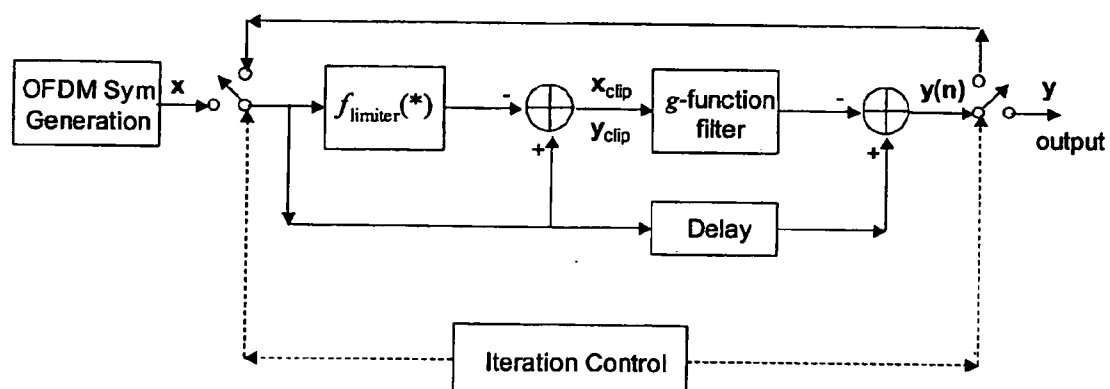 OFDM Sym
Generation
x
f_limiter(*)
-
+
x_clip
y_clip
g-function
filter
-
+
y(n)
y
output
Delay
Iteration Control